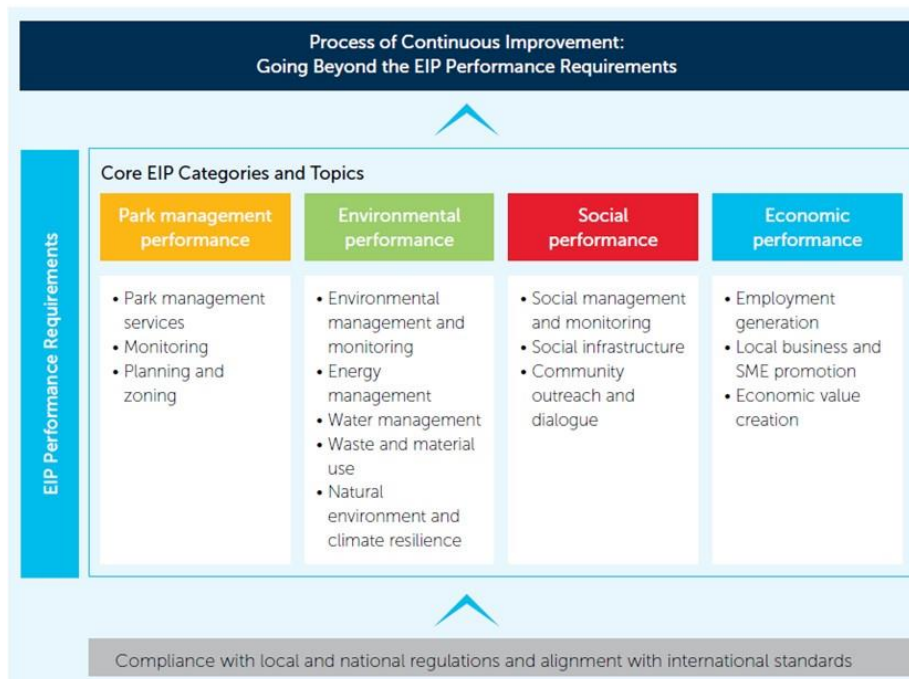 Process of Continuous Improvement:
Going Beyond the EIP Performance Requirements
EIP Performance Requirements
Core EIP Categories and Topics
Park management
performance
• Park management
services
• Monitoring
• Planning and
zoning
Environmental
performance
• Environmental
management and
monitoring
• Energy
management
• Water management
• Waste and material
use
• Natural
environment and
climate resilience
Social
performance
• Social management
and monitoring
• Social infrastructure
• Community
outreach and
dialogue
Economic
performance
• Employment
generation
• Local business and
SME promotion
• Economic value
creation
Compliance with local and national regulations and alignment with international standards